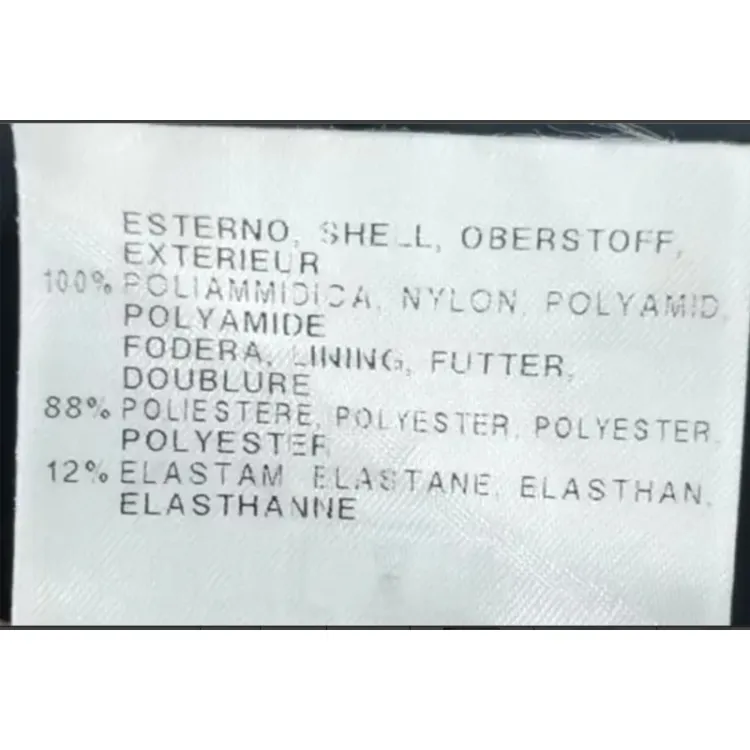 ESTERNO, SHELL, OBERSTOFF,
EXTERIEUR
100% POLIAMMIDICA, NYLON, POLYAMID,
POLYAMIDE
FODERA, LINING, FUTTER,
DOUBLURE
88% POLIESTERE, POLYESTER, POLYESTER,
POLYESTER
12% ELASTAM ELASTANE, ELASTHAN,
ELASTHANNE